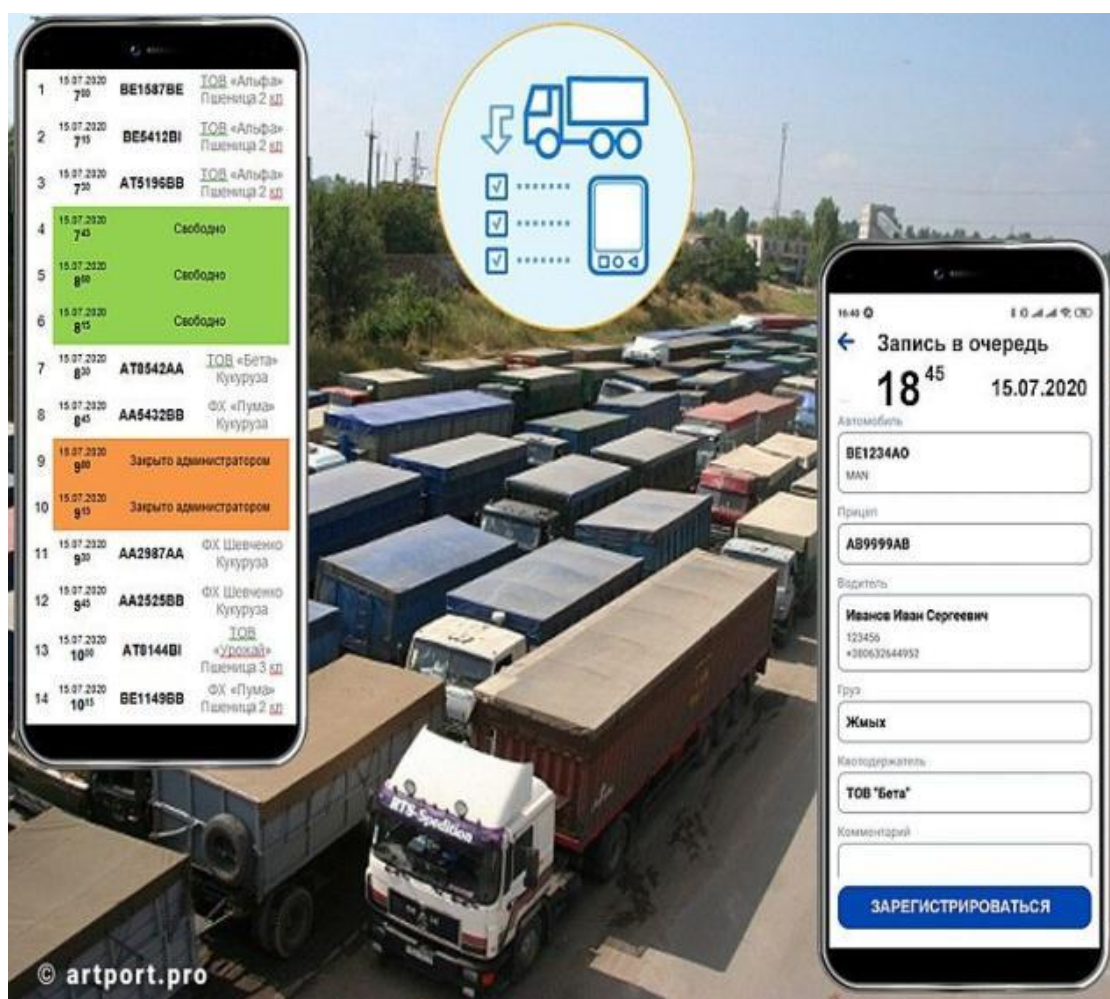 1 15.07.2020 7⁰⁰ BE1587BE ТОВ «Альфа» Пшеница 2 кл
2 15.07.2020 7¹⁵ BE5412BI ТОВ «Альфа» Пшеница 2 кл
3 15.07.2020 7³⁰ AT5196BB ТОВ «Альфа» Пшеница 2 кл
4 15.07.2020 7⁴⁵ Свободно
5 15.07.2020 8⁰⁰ Свободно
6 15.07.2020 8¹⁵ Свободно
7 15.07.2020 8³⁰ AT8542AA ТОВ «Бета» Кукуруза
8 15.07.2020 8⁴⁵ AA5432BB ФХ «Пума» Кукуруза
9 15.07.2020 9⁰⁰ Закрыто администратором
10 15.07.2020 9¹⁵ Закрыто администратором
11 15.07.2020 9³⁰ AA2987AA ФХ Шевченко Кукуруза
12 15.07.2020 9⁴⁵ AA2525BB ФХ Шевченко Кукуруза
13 15.07.2020 10⁰⁰ AT8144BI ТОВ «Урожай» Пшеница 3 кл
14 15.07.2020 10¹⁵ BE1149BB ФХ «Пума» Пшеница 2 кл
16:40
Запись в очередь
18⁴⁵ 15.07.2020
Автомобиль
BE1234AO
MAN
Прицеп
AB9999AB
Водитель
Иванов Иван Сергеевич
123456
+380632644952
Груз
Жмых
Квотодержатель
ТОВ "Бета"
Комментарий
ЗАРЕГИСТРИРОВАТЬСЯ
RTS-Spedition
© artport.pro